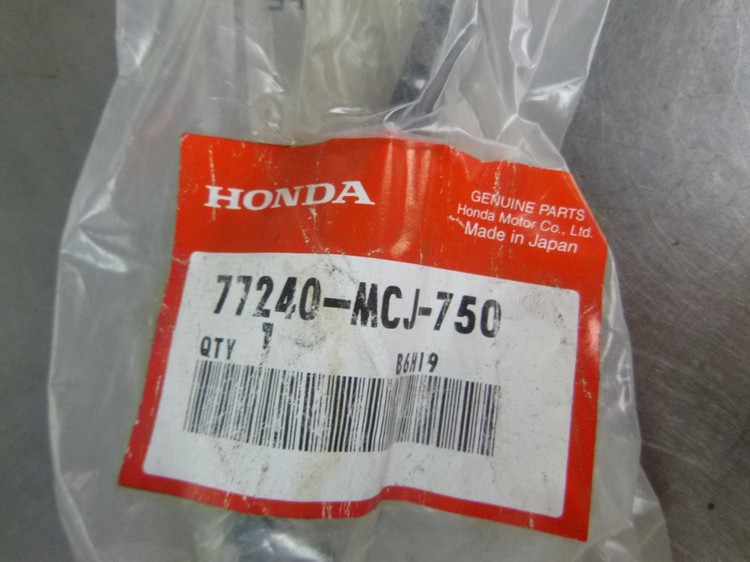 HONDA
GENUINE PARTS
Honda Motor Co., Ltd.
Made in Japan
77240-MCJ-750
QTY 1
B6H19